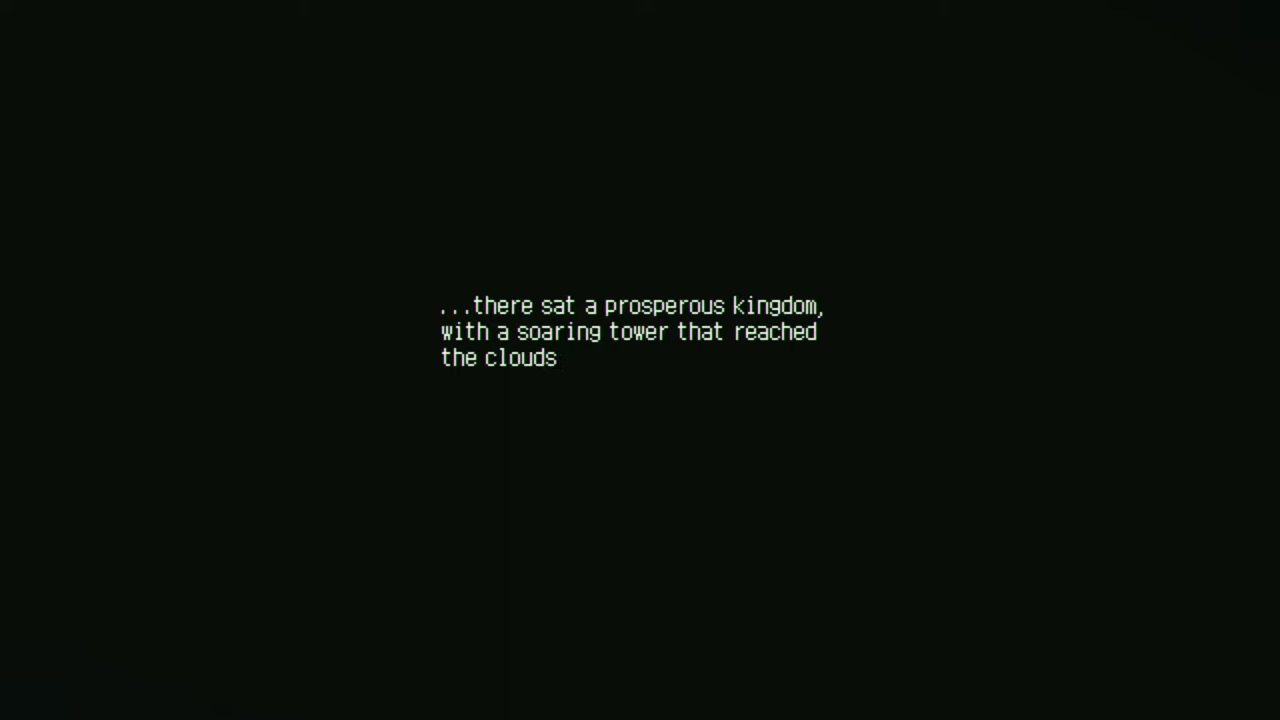 ...there sat a prosperous kingdom,
with a soaring tower that reached
the clouds